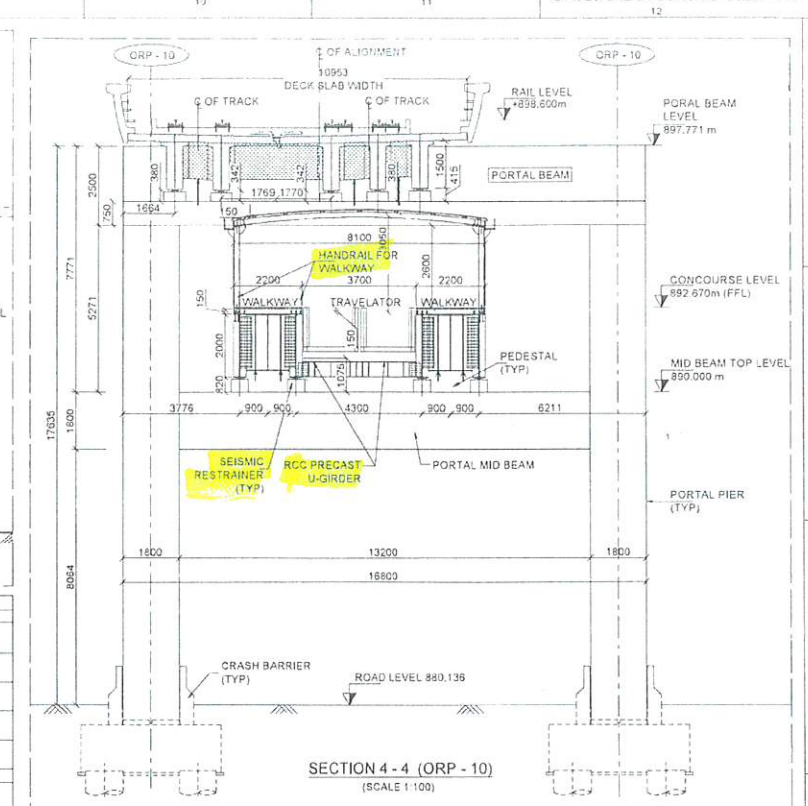 10
11
12
ORP - 10
℄ OF ALIGNMENT
ORP - 10
10953
DECK SLAB WIDTH
℄ OF TRACK
℄ OF TRACK
RAIL LEVEL
+898.600m
PORAL BEAM
LEVEL
897.771 m
380
342
342
380
1500
415
PORTAL BEAM
2500
750
1769
1770
1664
150
8100
HANDRAIL FOR
WALKWAY
2600
2200
3700
2200
7771
5271
150
WALKWAY
TRAVELATOR
WALKWAY
150
CONCOURSE LEVEL
892.670m (FFL)
2000
820
1075
PEDESTAL
(TYP)
MID BEAM TOP LEVEL
890.000 m
3776
900
900
4300
900
900
6211
17635
1800
SEISMIC
RESTRAINER
(TYP)
RCC PRECAST
U-GIRDER
PORTAL MID BEAM
PORTAL PIER
(TYP)
1800
13200
1800
16800
8064
CRASH BARRIER
(TYP)
ROAD LEVEL 880.136
SECTION 4 - 4 (ORP - 10)
(SCALE 1:100)